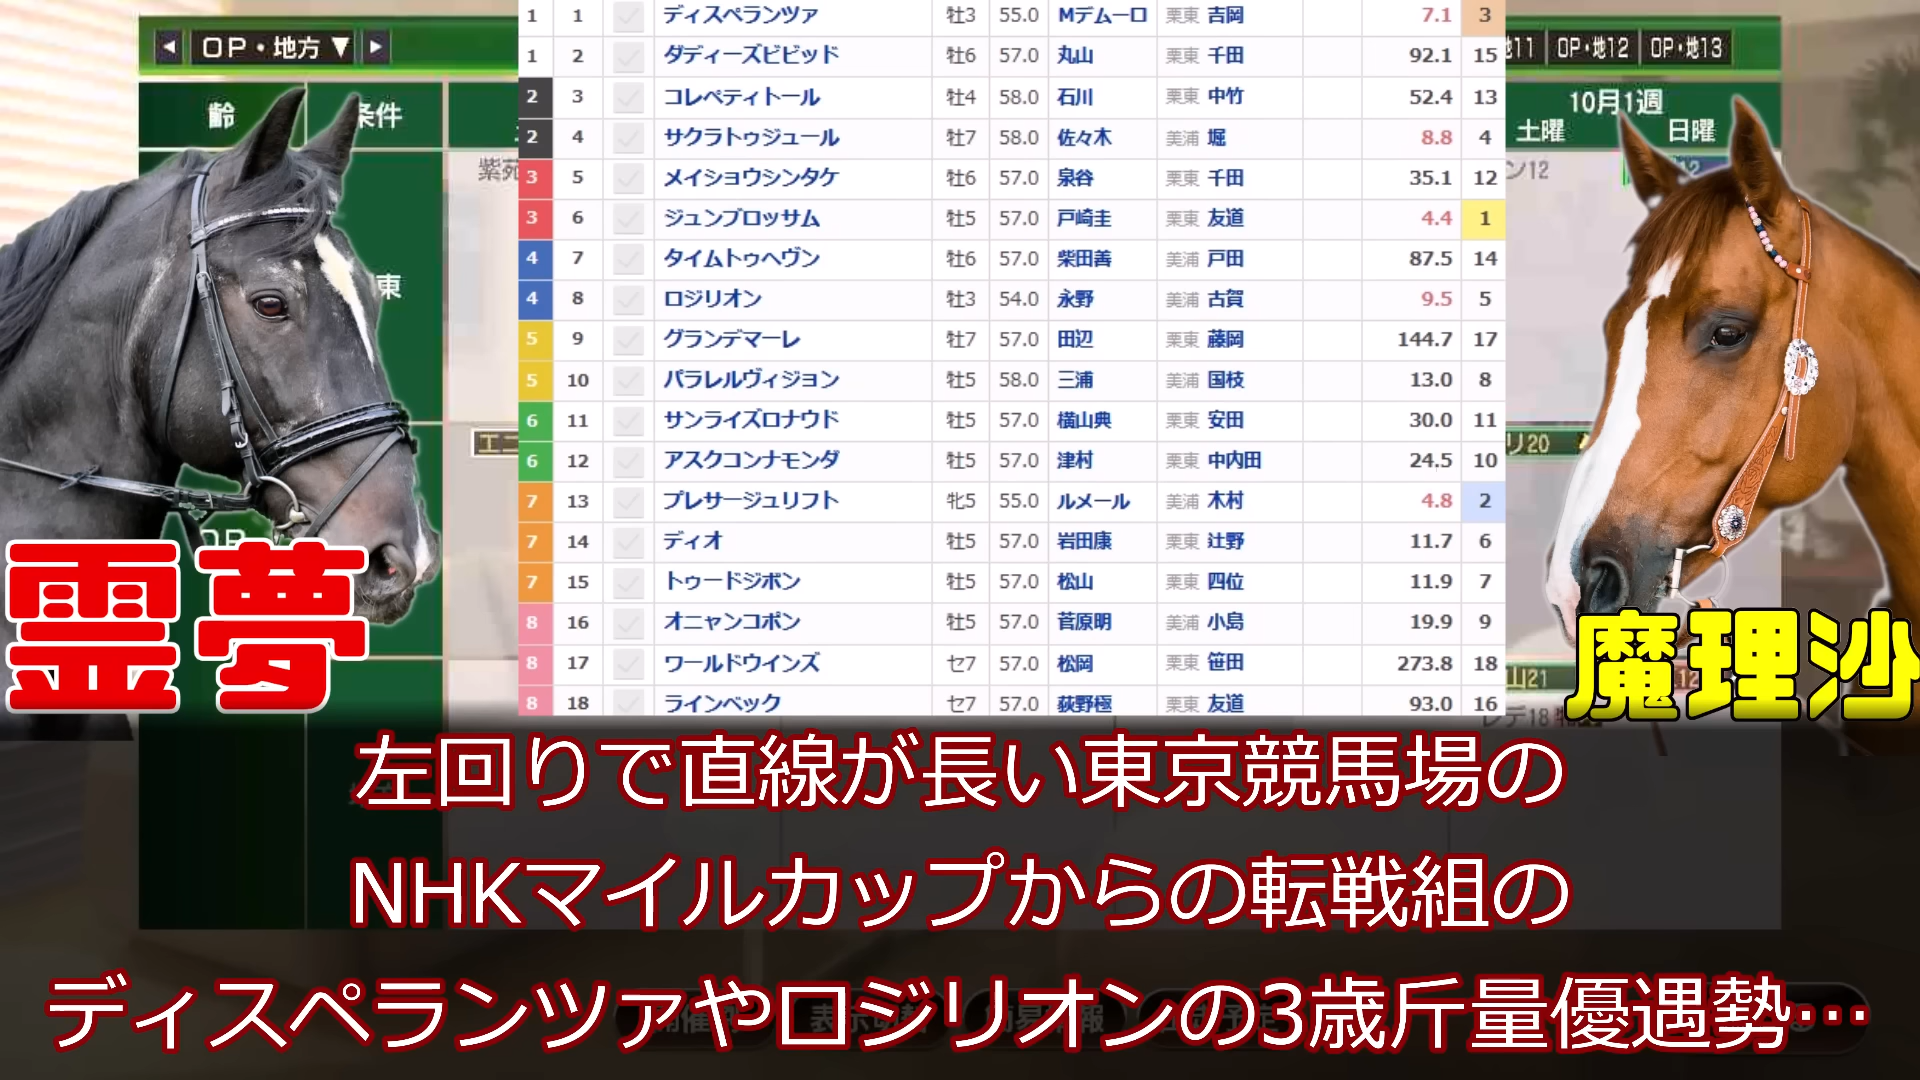 ◀ OP・地方 ▼ ▶
齢 条件
1 1 ディスペランツァ 牡3 55.0 Mデムーロ 栗東 吉岡 7.1 3
1 2 ダディーズビビッド 牡6 57.0 丸山 栗東 千田 92.1 15
2 3 コレペティトール 牡4 58.0 石川 栗東 中竹 52.4 13
2 4 サクラトゥジュール 牡7 58.0 佐々木 美浦 堀 8.8 4
3 5 メイショウシンタケ 牡6 57.0 泉谷 栗東 千田 35.1 12
3 6 ジュンブロッサム 牡5 57.0 戸崎圭 栗東 友道 4.4 1
4 7 タイムトゥヘヴン 牡6 57.0 柴田善 美浦 戸田 87.5 14
4 8 ロジリオン 牡3 54.0 永野 美浦 古賀 9.5 5
5 9 グランデマーレ 牡7 57.0 田辺 栗東 藤岡 144.7 17
5 10 パラレルヴィジョン 牡5 58.0 三浦 美浦 国枝 13.0 8
6 11 サンライズロナウド 牡5 57.0 横山典 栗東 安田 30.0 11
6 12 アスクコンナモンダ 牡5 57.0 津村 栗東 中内田 24.5 10
7 13 プレサージュリフト 牝5 55.0 ルメール 美浦 木村 4.8 2
7 14 ディオ 牡5 57.0 岩田康 栗東 辻野 11.7 6
7 15 トゥードジボン 牡5 57.0 松山 栗東 四位 11.9 7
8 16 オニャンコポン 牡5 57.0 菅原明 美浦 小島 19.9 9
8 17 ワールドウインズ セ7 57.0 松岡 栗東 笹田 273.8 18
8 18 ラインベック セ7 57.0 荻野極 栗東 友道 93.0 16
地11 OP・地12 OP・地13
10月1週
土曜 日曜
紫苑
東
霊夢
魔理沙
左回りで直線が長い東京競馬場の
NHKマイルカップからの転戦組の
ディスペランツァやロジリオンの3歳斤量優遇勢…